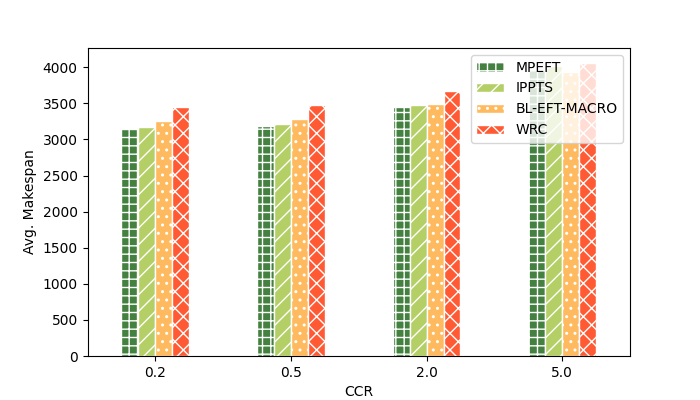 4000
3500
3000
2500
2000
1500
1000
500
0
Avg. Makespan
MPEFT
IPPTS
BL-EFT-MACRO
WRC
0.2
0.5
2.0
5.0
CCR